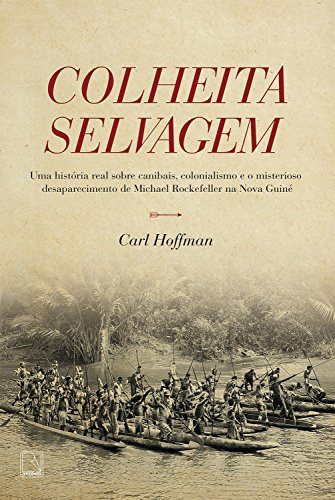 COLHEITA
SELVAGEM
Uma história real sobre canibais, colonialismo e o misterioso
desaparecimento de Michael Rockefeller na Nova Guiné
Carl Hoffman